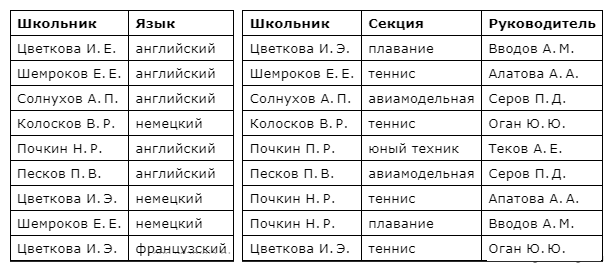 Школьник Язык
Цветкова И. Е. английский
Шемроков Е. Е. английский
Солнухов А. П. английский
Колосков В. Р. немецкий
Почкин Н. Р. английский
Песков П. В. английский
Цветкова И. Э. немецкий
Шемроков Е. Е. немецкий
Цветкова И. Э. французский
Школьник Секция Руководитель
Цветкова И. Э. плавание Вводов А. М.
Шемроков Е. Е. теннис Алатова А. А.
Солнухов А. П. авиамодельная Серов П. Д.
Колосков В. Р. теннис Оган Ю. Ю.
Почкин П. Р. юный техник Теков А. Е.
Песков П. В. авиамодельная Серов П. Д.
Почкин Н. Р. теннис Апатова А. А.
Почкин Н. Р. плавание Вводов А. М.
Цветкова И. Э. теннис Оган Ю. Ю.